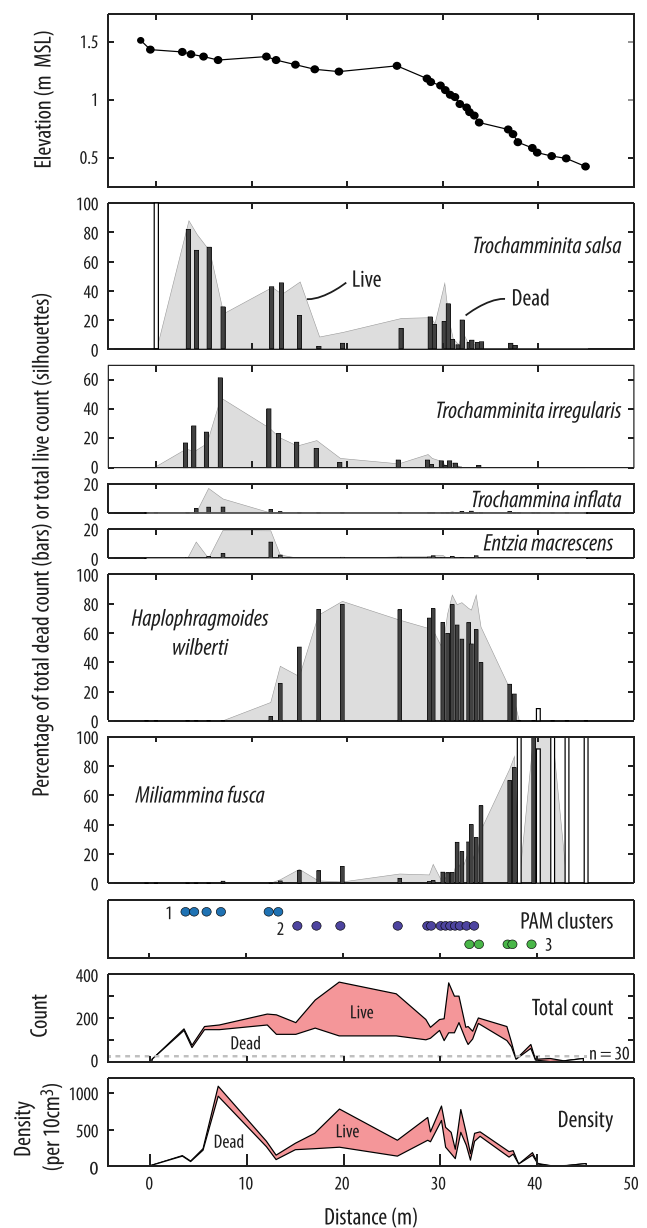 Elevation (m MSL)
1.5
1
0.5
Percentage of total dead count (bars) or total live count (silhouettes)
100
80
60
40
20
0
Trochamminita salsa
Live
Dead
60
40
20
0
Trochamminita irregularis
20
0
Trochammina inflata
20
0
Entzia macrescens
100
80
60
40
20
0
Haplophragmoides
wilberti
100
80
60
40
20
0
Miliammina fusca
PAM clusters
1
2
3
Count
400
200
0
Total count
Live
Dead
n = 30
Density
(per 10cm³)
1000
500
0
Density
Live
Dead
0
10
20
30
40
50
Distance (m)